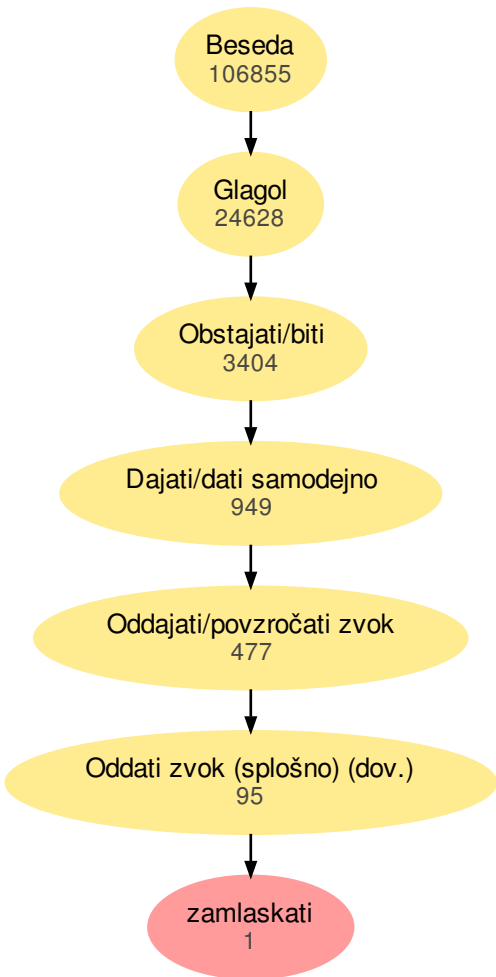 Beseda
106855
Glagol
24628
Obstajati/biti
3404
Dajati/dati samodejno
949
Oddajati/povzročati zvok
477
Oddati zvok (splošno) (dov.)
95
zamlaskati
1